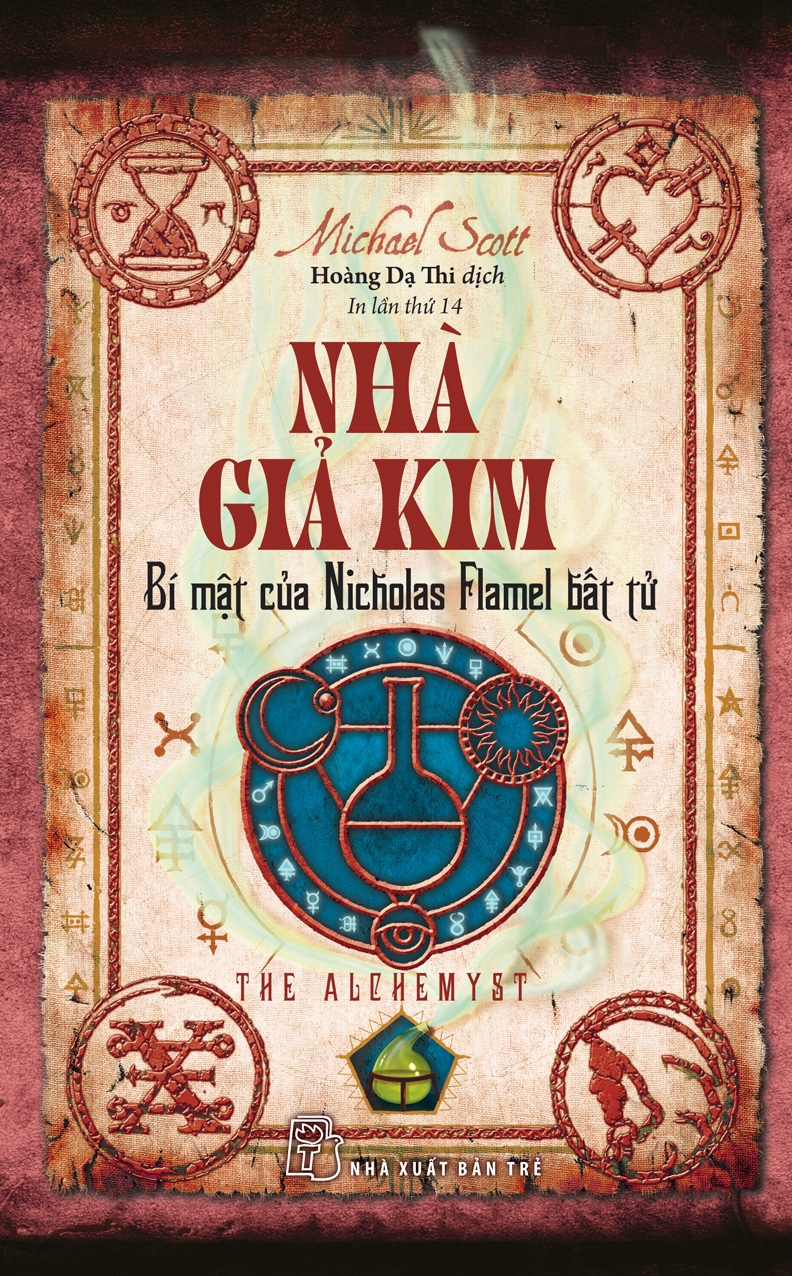 Michael Scott
Hoàng Dạ Thi dịch
In lần thứ 14
NHÀ
GIẢ KIM
Bí mật của Nicholas Flamel bất tử
THE ALCHEMYST
NHÀ XUẤT BẢN TRẺ